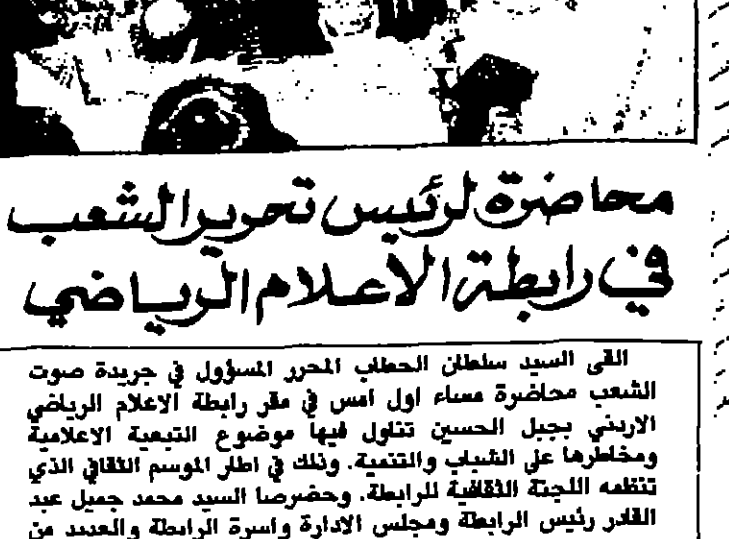 محاضرة لرئيس تحرير الشعب
في رابطة الاعلام الرياضي
القى السيد سلطان الحطاب المحرر المسؤول في جريدة صوت
الشعب محاضرة مساء اول امس في مقر رابطة الاعلام الرياضي
الاردني بجبل الحسين تناول فيها موضوع التبعية الاعلامية
ومخاطرها على الشباب والتنمية. وذلك في اطار الموسم الثقافي الذي
تنظمه اللجنة الثقافية للرابطة. وحضرصا السيد محمد جميل عبد
القادر رئيس الرابطة ومجلس الادارة واسرة الرابطة والعديد من